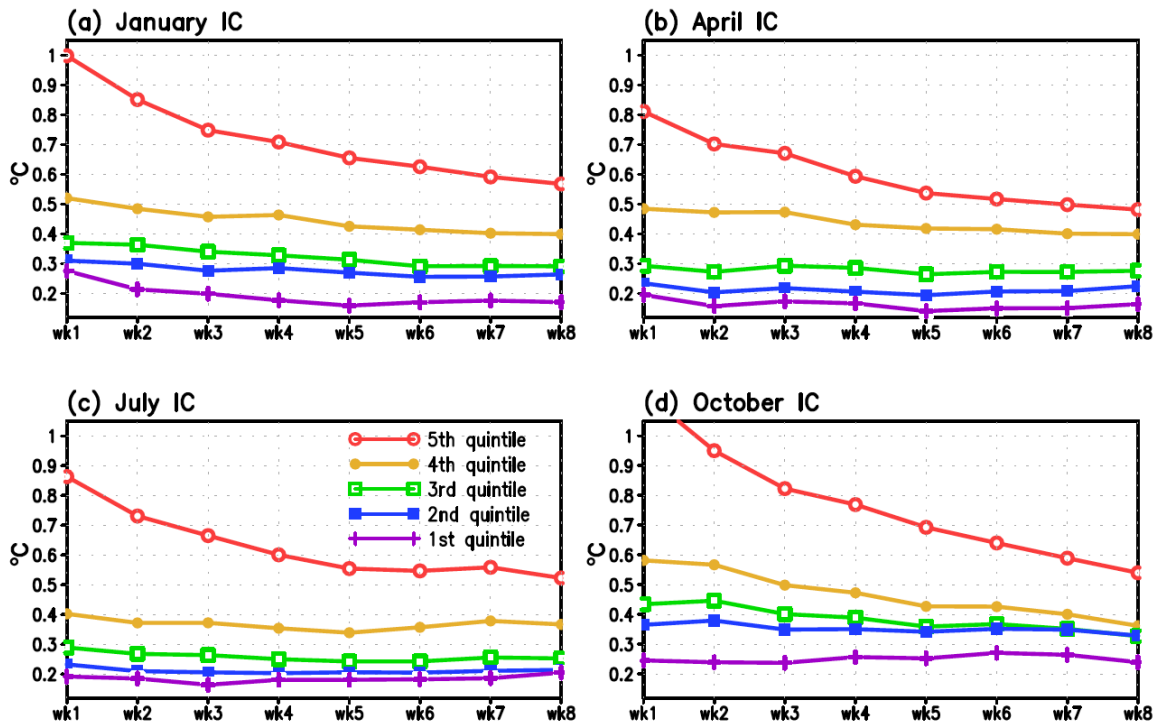 (a) January IC
1
0.9
0.8
0.7
0.6
0.5
0.4
0.3
0.2
°C
wk1 wk2 wk3 wk4 wk5 wk6 wk7 wk8
(b) April IC
1
0.9
0.8
0.7
0.6
0.5
0.4
0.3
0.2
°C
wk1 wk2 wk3 wk4 wk5 wk6 wk7 wk8
(c) July IC
1
0.9
0.8
0.7
0.6
0.5
0.4
0.3
0.2
°C
5th quintile
4th quintile
3rd quintile
2nd quintile
1st quintile
wk1 wk2 wk3 wk4 wk5 wk6 wk7 wk8
(d) October IC
1
0.9
0.8
0.7
0.6
0.5
0.4
0.3
0.2
°C
wk1 wk2 wk3 wk4 wk5 wk6 wk7 wk8